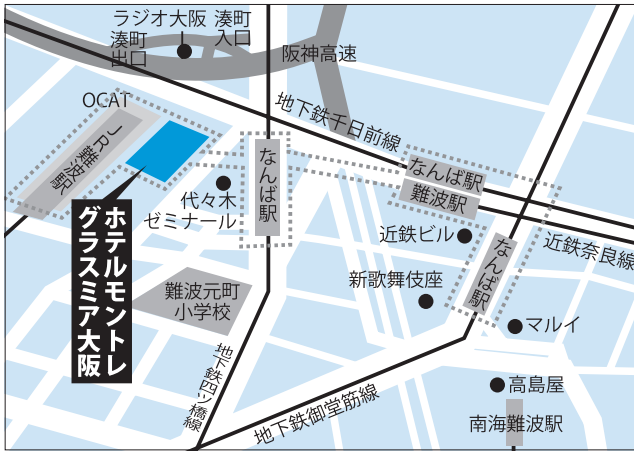 ラジオ大阪
湊町
入口
湊町
出口
阪神高速
OCAT
地下鉄千日前線
JR難波駅
なんば駅
なんば駅
難波駅
代々木
ゼミナール
近鉄ビル
なんば駅
近鉄奈良線
ホテルモントレ
グラスミア大阪
新歌舞伎座
難波元町
小学校
マルイ
地下鉄四ツ橋線
地下鉄御堂筋線
高島屋
南海難波駅